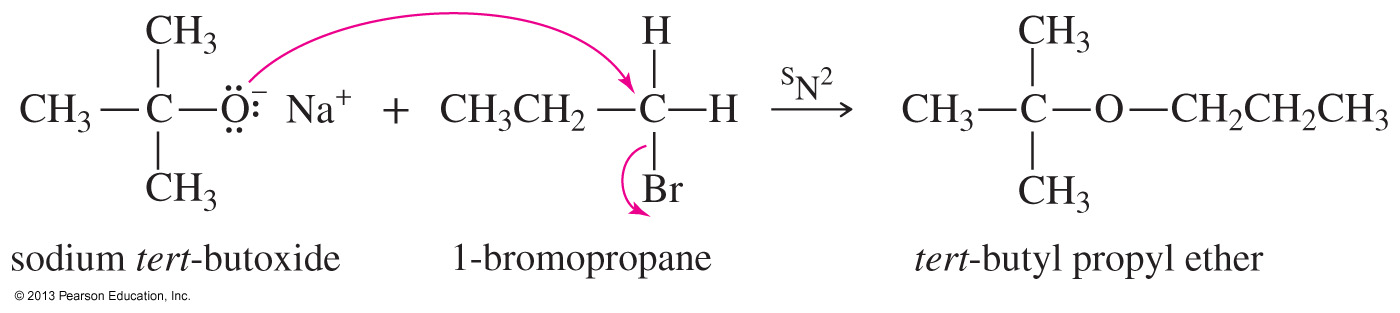 CH₃ H CH₃
CH₃—C—Ö:⁻ Na⁺ + CH₃CH₂—C—H SN2 CH₃—C—O—CH₂CH₂CH₃
CH₃ Br CH₃
sodium tert-butoxide 1-bromopropane tert-butyl propyl ether
© 2013 Pearson Education, Inc.